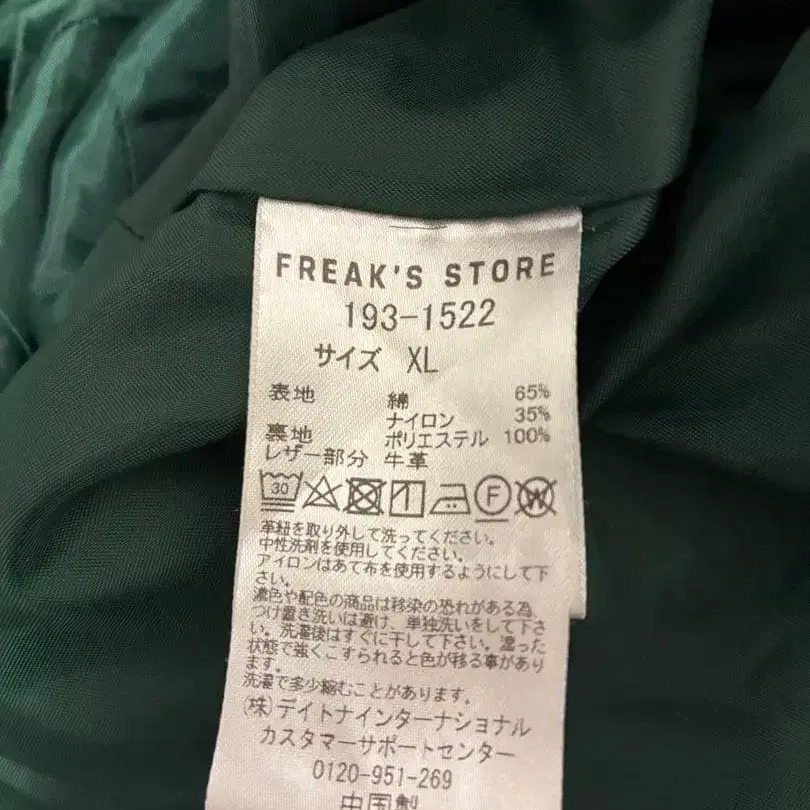 FREAK'S STORE
193-1522
サイズ XL
表地 綿 65%
ナイロン 35%
裏地 ポリエステル 100%
レザー部分 牛革
30 F W
革紐を取り外して洗ってください。
中性洗剤を使用してください。
アイロンはあて布を使用するようにして下
さい。
濃色や配色の商品は移染の恐れがある為、
つけ置き洗いは避け、単独洗いをして下さ
い。洗濯後はすぐに干して下さい。湿った
状態で強くこすられると色が移る事があり
ます。
洗濯で多少縮むことがあります。
(株)デイトナインターナショナル
カスタマーサポートセンター
0120-951-269
中国製